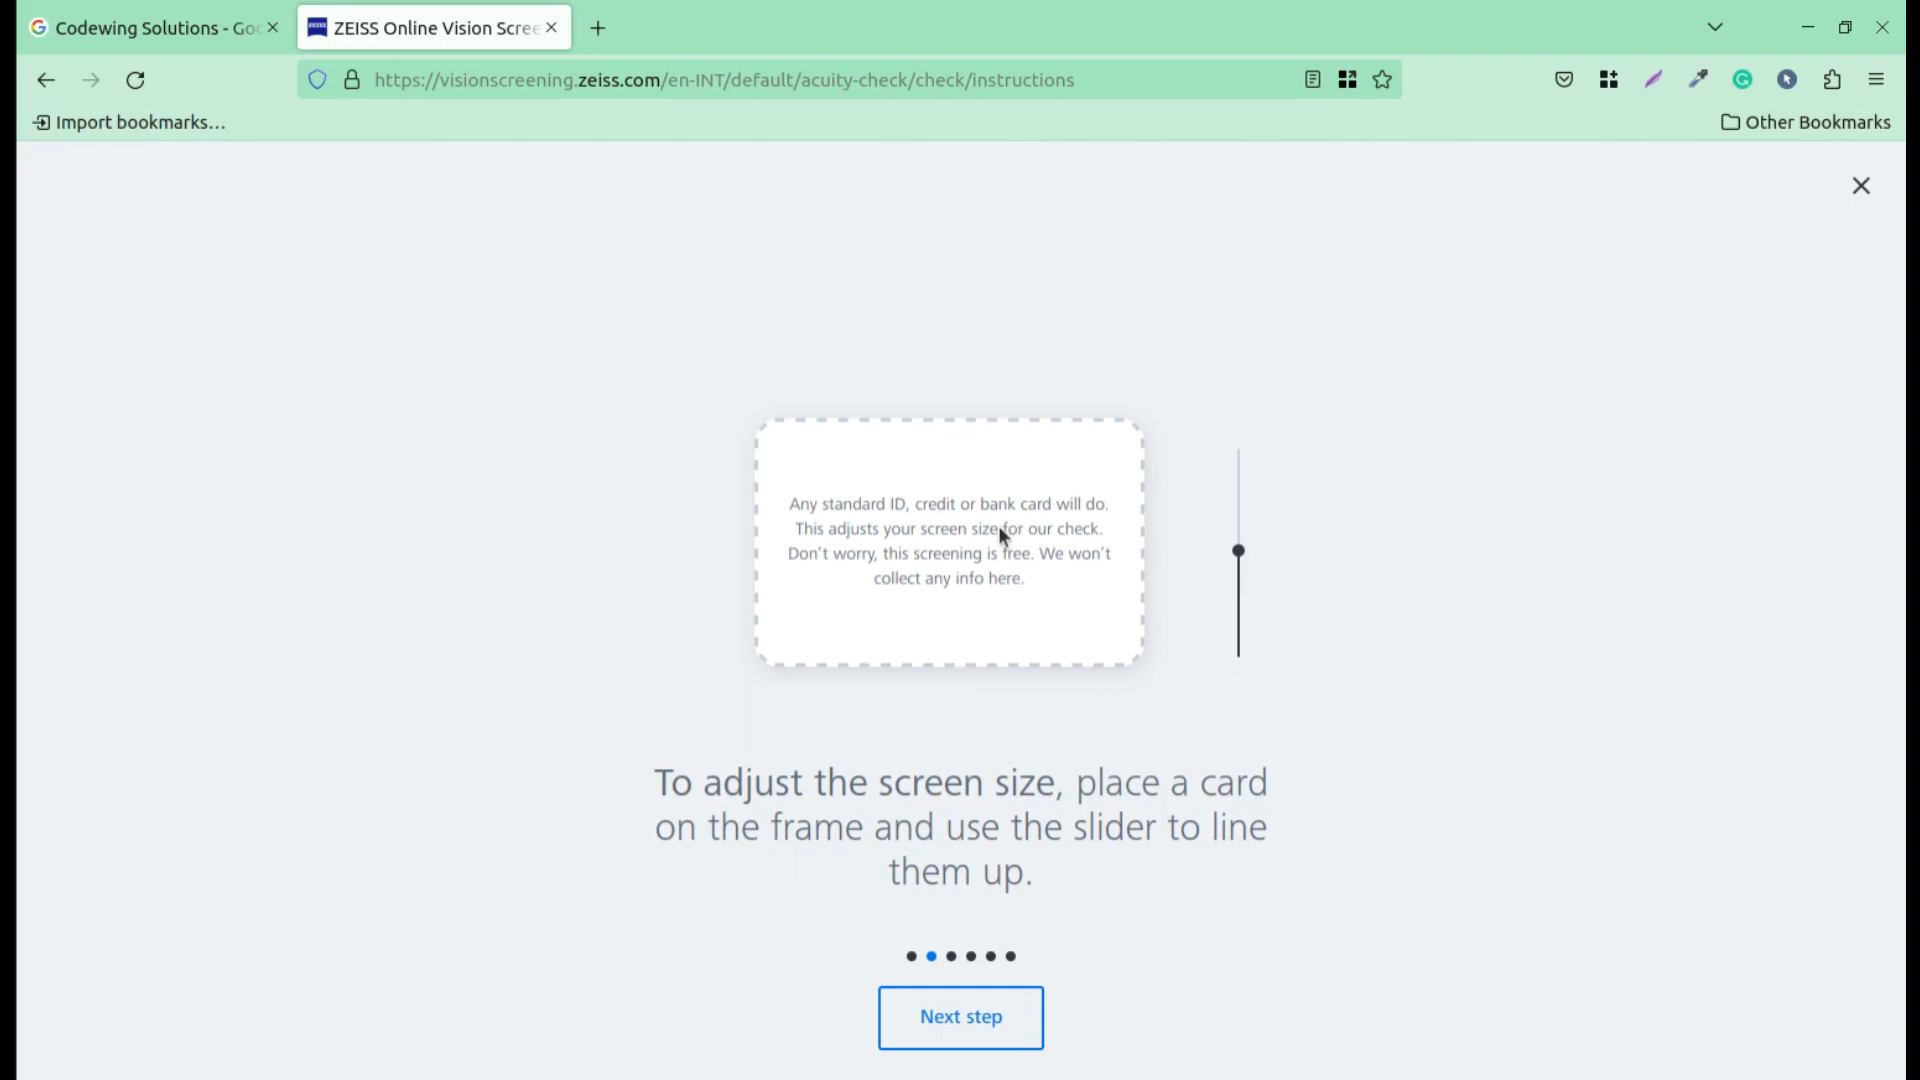 Codewing Solutions - Goo
ZEISS Online Vision Scree
https://visionscreening.zeiss.com/en-INT/default/acuity-check/check/instructions
Import bookmarks...
Other Bookmarks
Any standard ID, credit or bank card will do.
This adjusts your screen size for our check.
Don't worry, this screening is free. We won't
collect any info here.
To adjust the screen size, place a card
on the frame and use the slider to line
them up.
Next step